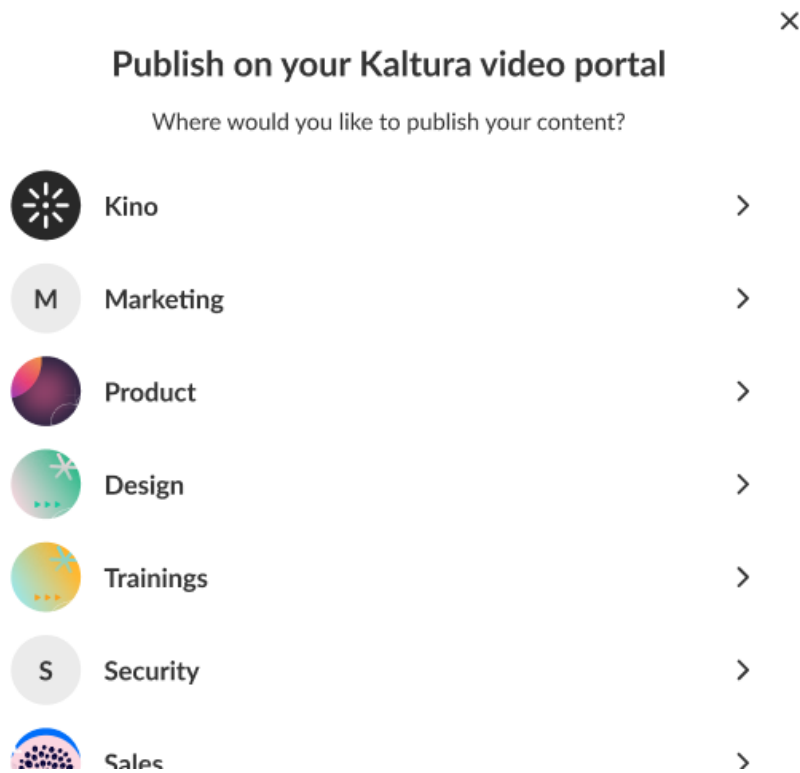 Publish on your Kaltura video portal
Where would you like to publish your content?
Kino
M Marketing
Product
Design
Trainings
S Security
Sales